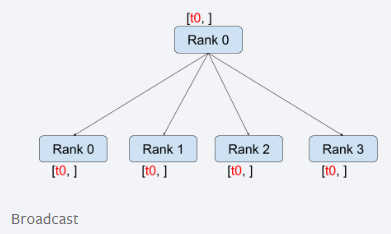 [t0, ]
Rank 0
Rank 0 Rank 1 Rank 2 Rank 3
[t0, ] [t0, ] [t0, ] [t0, ]
Broadcast